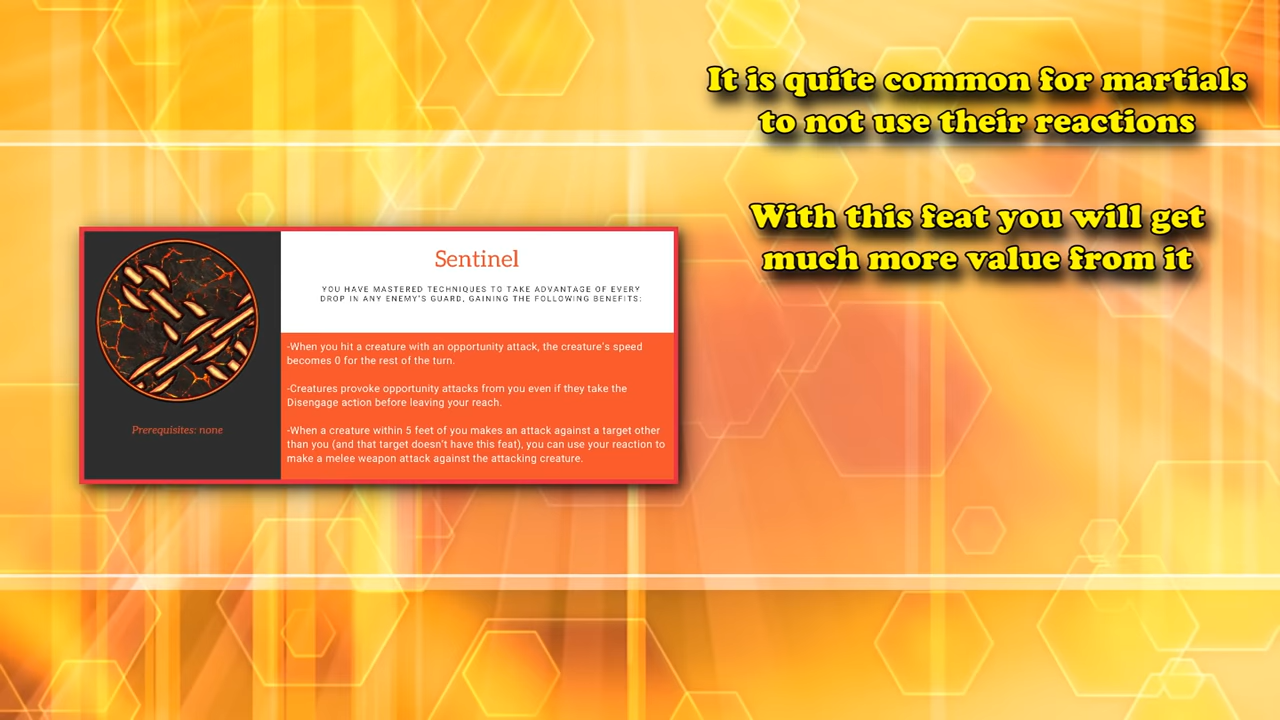 It is quite common for martials
to not use their reactions
With this feat you will get
much more value from it
Sentinel
YOU HAVE MASTERED TECHNIQUES TO TAKE ADVANTAGE OF EVERY
DROP IN ANY ENEMY'S GUARD, GAINING THE FOLLOWING BENEFITS:
-When you hit a creature with an opportunity attack, the creature's speed
becomes 0 for the rest of the turn.
-Creatures provoke opportunity attacks from you even if they take the
Disengage action before leaving your reach.
-When a creature within 5 feet of you makes an attack against a target other
than you (and that target doesn't have this feat), you can use your reaction to
make a melee weapon attack against the attacking creature.
Prerequisites: none